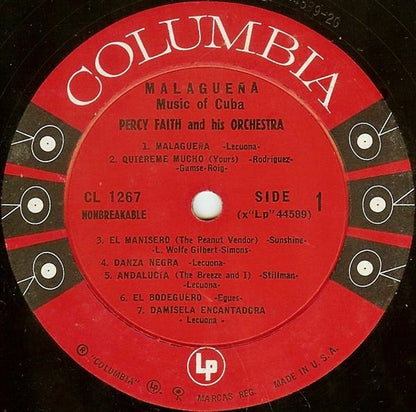 COLUMBIA
MALAGUEÑA
Music of Cuba
PERCY FAITH and his ORCHESTRA
1. MALAGUEÑA -Lecuona-
2. QUIEREME MUCHO (Yours) -Rodriguez-
-Gamse-Roig-
CL 1267
NONBREAKABLE
SIDE 1
(x"Lp" 44589)
3. EL MANISERO (The Peanut Vendor) -Sunshine-
-L. Wolfe Gilbert-Simons-
4. DANZA NEGRA -Lecuona-
5. ANDALUCÍA (The Breeze and I) -Stillman-
-Lecuona-
6. EL BODEGUERO -Egues-
7. DAMISELA ENCANTADORA
-Lecuona-
® "COLUMBIA" Lp MARCAS REG. MADE IN U.S.A.
Lp